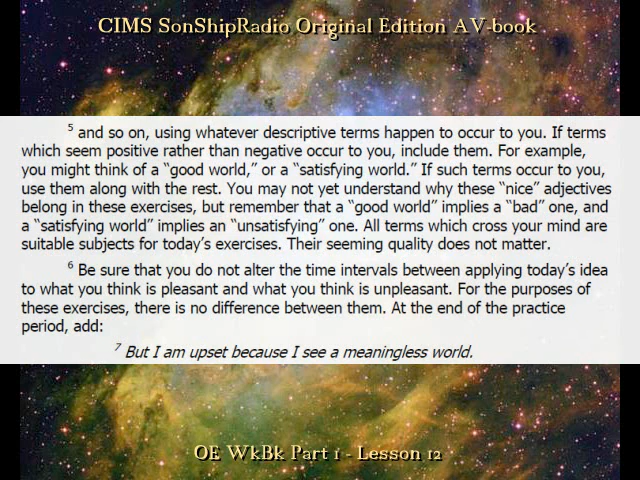 CIMS SonShipRadio Original Edition AV-book
5 and so on, using whatever descriptive terms happen to occur to you. If terms
which seem positive rather than negative occur to you, include them. For example,
you might think of a “good world,” or a “satisfying world.” If such terms occur to you,
use them along with the rest. You may not yet understand why these “nice” adjectives
belong in these exercises, but remember that a “good world” implies a “bad” one, and
a “satisfying world” implies an “unsatisfying” one. All terms which cross your mind are
suitable subjects for today’s exercises. Their seeming quality does not matter.
6 Be sure that you do not alter the time intervals between applying today’s idea
to what you think is pleasant and what you think is unpleasant. For the purposes of
these exercises, there is no difference between them. At the end of the practice
period, add:
7 But I am upset because I see a meaningless world.
OE WkBk Part 1 - Lesson 12